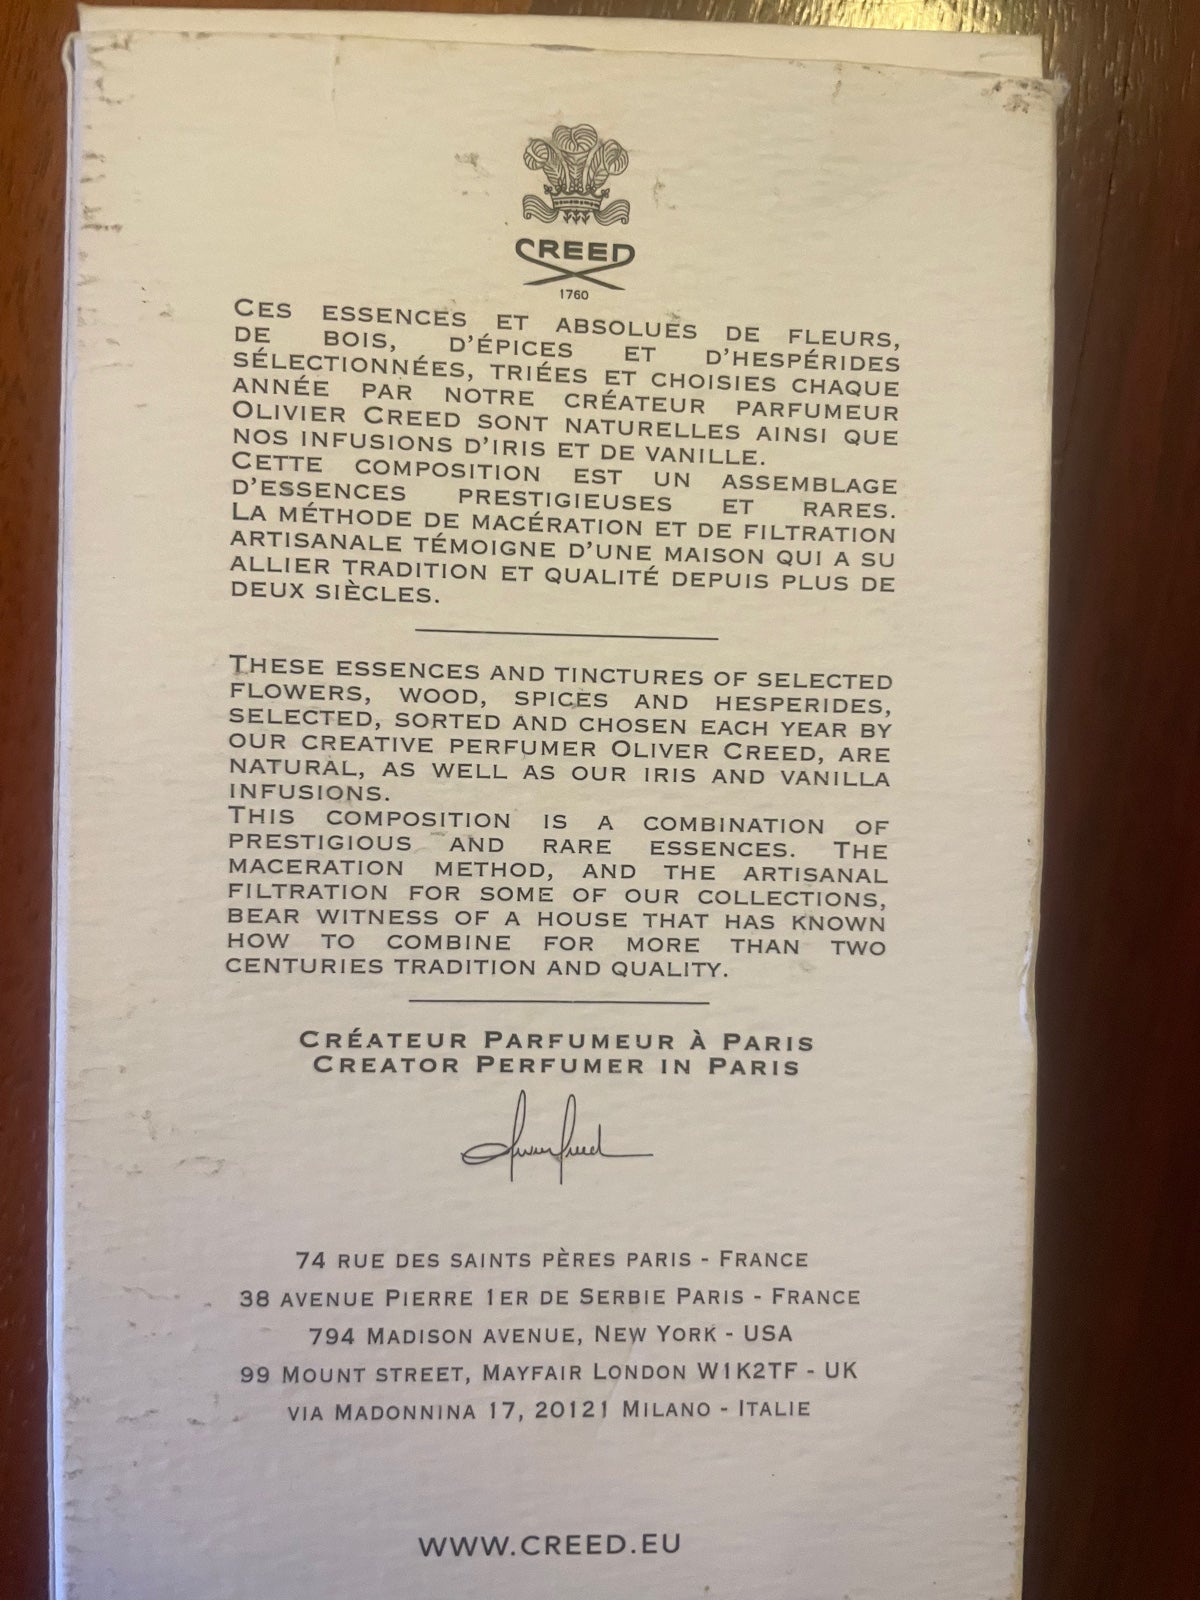 CREED
1760
CES ESSENCES ET ABSOLUES DE FLEURS,
DE BOIS, D'ÉPICES ET D'HESPÉRIDES
SÉLECTIONNÉES, TRIÉES ET CHOISIES CHAQUE
ANNÉE PAR NOTRE CRÉATEUR PARFUMEUR
OLIVIER CREED SONT NATURELLES AINSI QUE
NOS INFUSIONS D'IRIS ET DE VANILLE.
CETTE COMPOSITION EST UN ASSEMBLAGE
D'ESSENCES PRESTIGIEUSES ET RARES.
LA MÉTHODE DE MACÉRATION ET DE FILTRATION
ARTISANALE TÉMOIGNE D'UNE MAISON QUI A SU
ALLIER TRADITION ET QUALITÉ DEPUIS PLUS DE
DEUX SIÈCLES.
THESE ESSENCES AND TINCTURES OF SELECTED
FLOWERS, WOOD, SPICES AND HESPERIDES,
SELECTED, SORTED AND CHOSEN EACH YEAR BY
OUR CREATIVE PERFUMER OLIVER CREED, ARE
NATURAL, AS WELL AS OUR IRIS AND VANILLA
INFUSIONS.
THIS COMPOSITION IS A COMBINATION OF
PRESTIGIOUS AND RARE ESSENCES. THE
MACERATION METHOD, AND THE ARTISANAL
FILTRATION FOR SOME OF OUR COLLECTIONS,
BEAR WITNESS OF A HOUSE THAT HAS KNOWN
HOW TO COMBINE FOR MORE THAN TWO
CENTURIES TRADITION AND QUALITY.
CRÉATEUR PARFUMEUR À PARIS
CREATOR PERFUMER IN PARIS
74 RUE DES SAINTS PÈRES PARIS - FRANCE
38 AVENUE PIERRE 1ER DE SERBIE PARIS - FRANCE
794 MADISON AVENUE, NEW YORK - USA
99 MOUNT STREET, MAYFAIR LONDON W1K2TF - UK
VIA MADONNINA 17, 20121 MILANO - ITALIE
WWW.CREED.EU